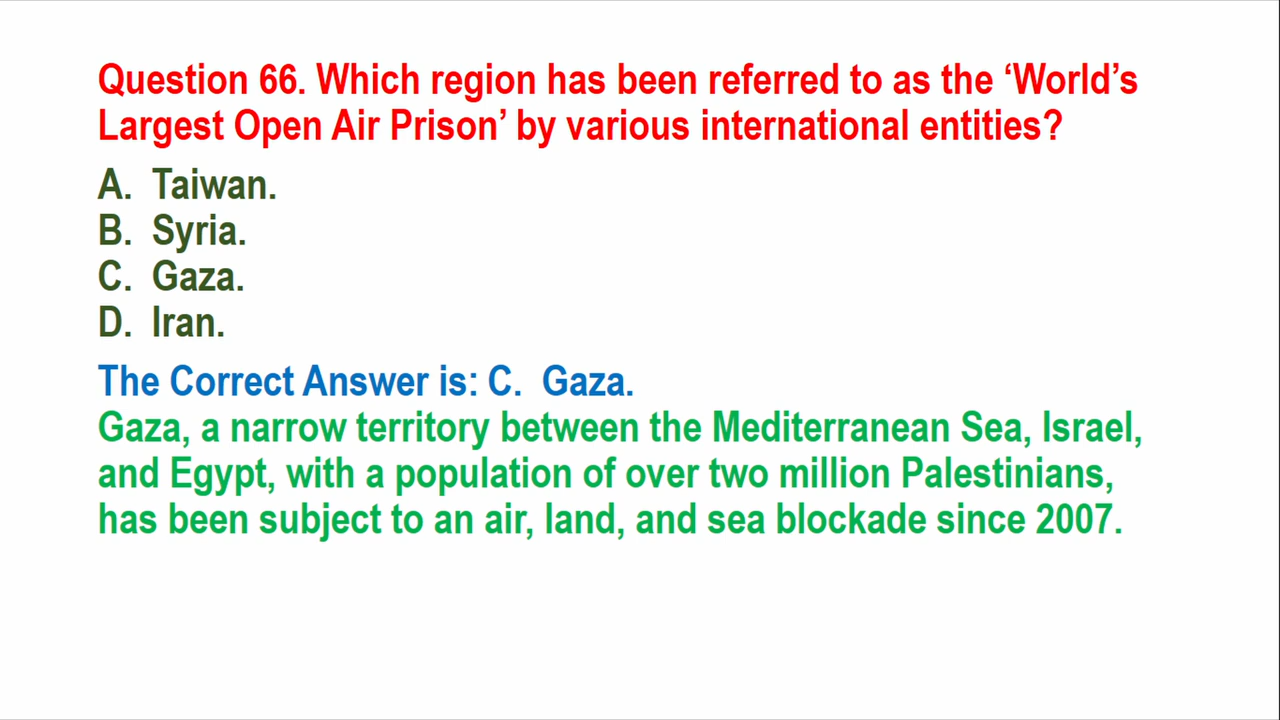 Question 66. Which region has been referred to as the ‘World’s
Largest Open Air Prison’ by various international entities?
A. Taiwan.
B. Syria.
C. Gaza.
D. Iran.
The Correct Answer is: C. Gaza.
Gaza, a narrow territory between the Mediterranean Sea, Israel,
and Egypt, with a population of over two million Palestinians,
has been subject to an air, land, and sea blockade since 2007.